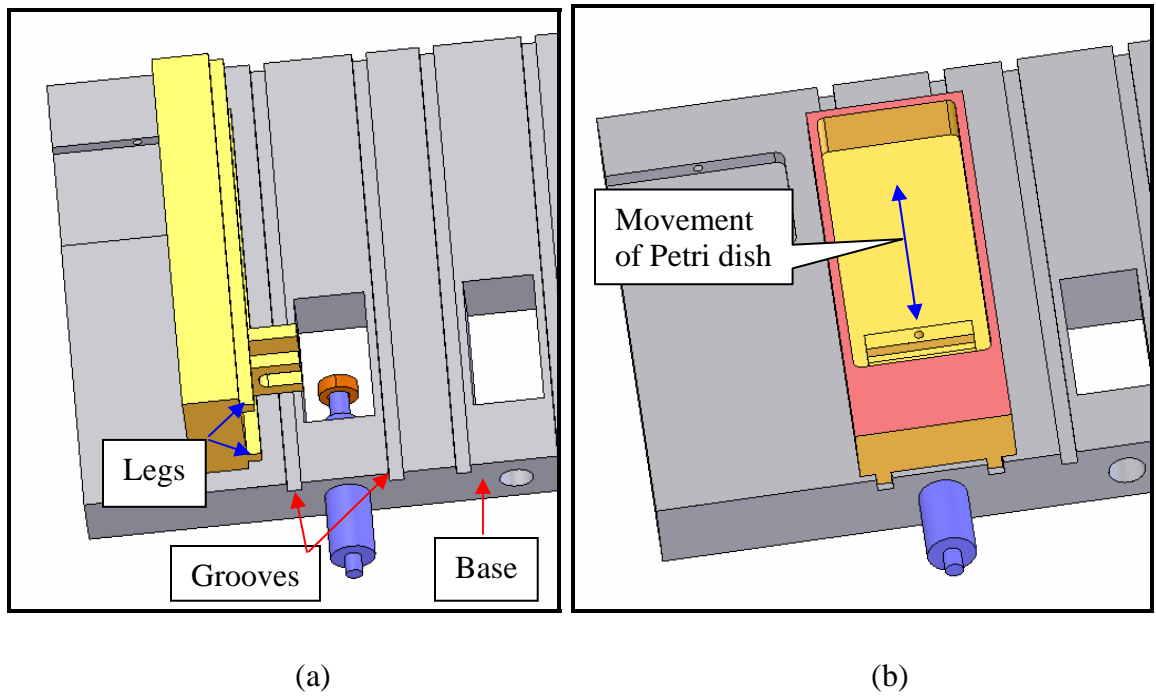 Legs
Grooves
Base
Movement
of Petri dish
(a)
(b)